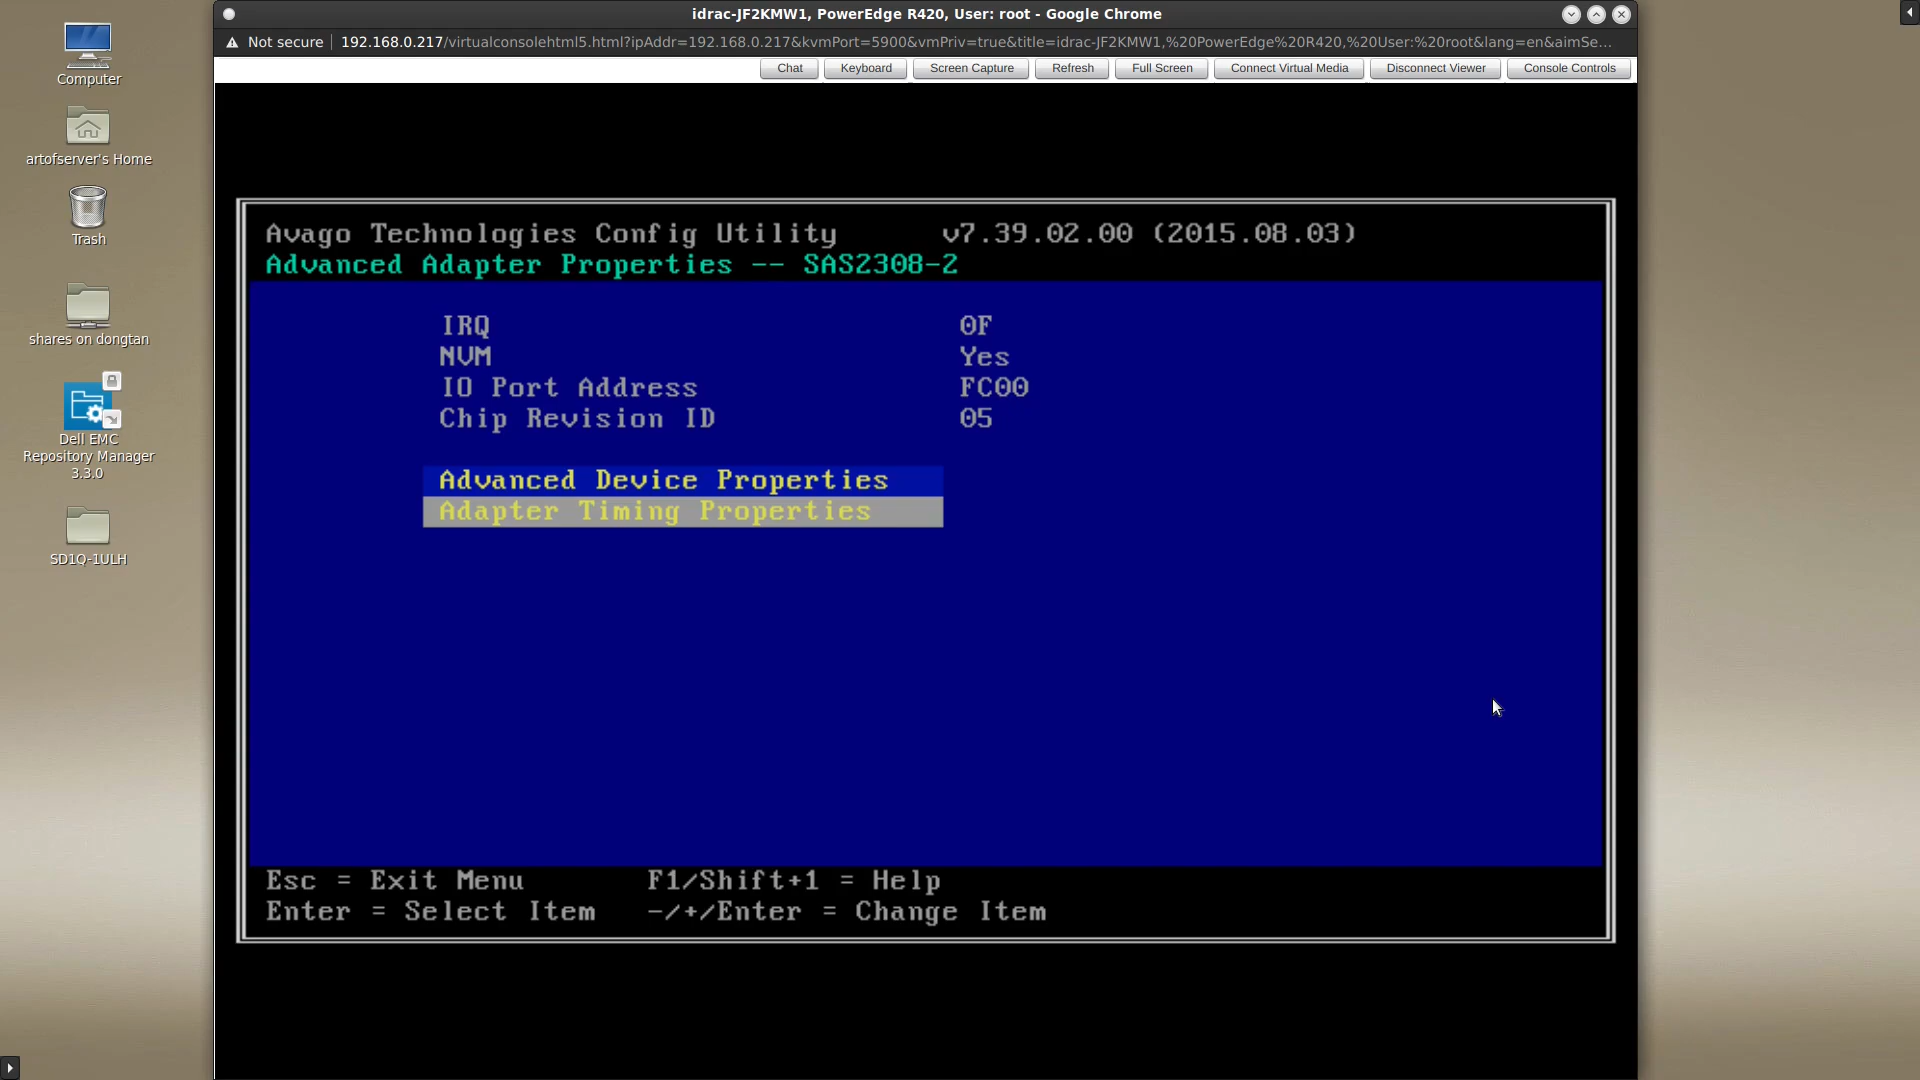 idrac-JF2KMW1, PowerEdge R420, User: root - Google Chrome
Not secure 192.168.0.217/virtualconsolehtml5.html?ipAddr=192.168.0.217&kvmPort=5900&vmPriv=true&title=idrac-JF2KMW1,%20PowerEdge%20R420,%20User:%20root&lang=en&aimSe...
Chat Keyboard Screen Capture Refresh Full Screen Connect Virtual Media Disconnect Viewer Console Controls
Computer
artofserver's Home
Trash
shares on dongtan
Dell EMC
Repository Manager
3.3.0
SD1Q-1ULH
Avago Technologies Config Utility v7.39.02.00 (2015.08.03)
Advanced Adapter Properties -- SAS2308-2
IRQ 0F
NVM Yes
IO Port Address FC00
Chip Revision ID 05
Advanced Device Properties
Adapter Timing Properties
Esc = Exit Menu F1/Shift+1 = Help
Enter = Select Item -/+/Enter = Change Item